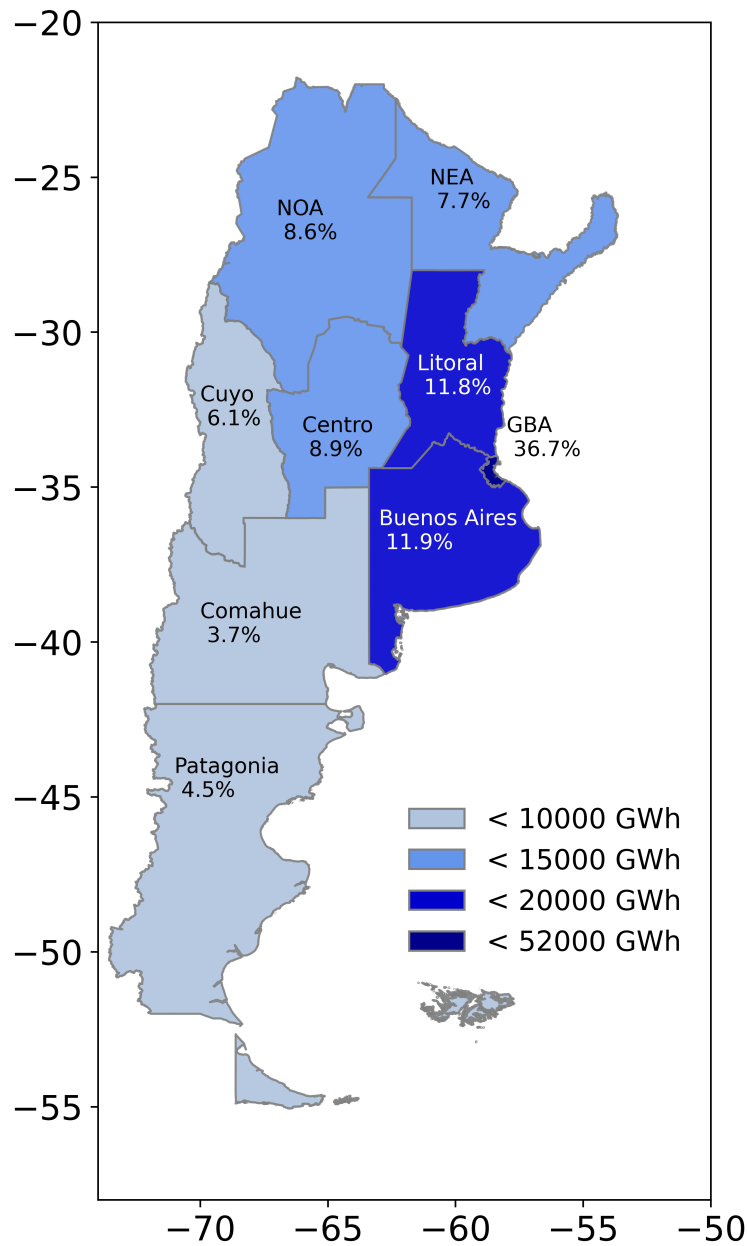 −20
−25
−30
−35
−40
−45
−50
−55
NEA
7.7%
NOA
8.6%
Litoral
11.8%
Cuyo
6.1%
Centro
8.9%
GBA
36.7%
Buenos Aires
11.9%
Comahue
3.7%
Patagonia
4.5%
< 10000 GWh
< 15000 GWh
< 20000 GWh
< 52000 GWh
−70 −65 −60 −55 −50